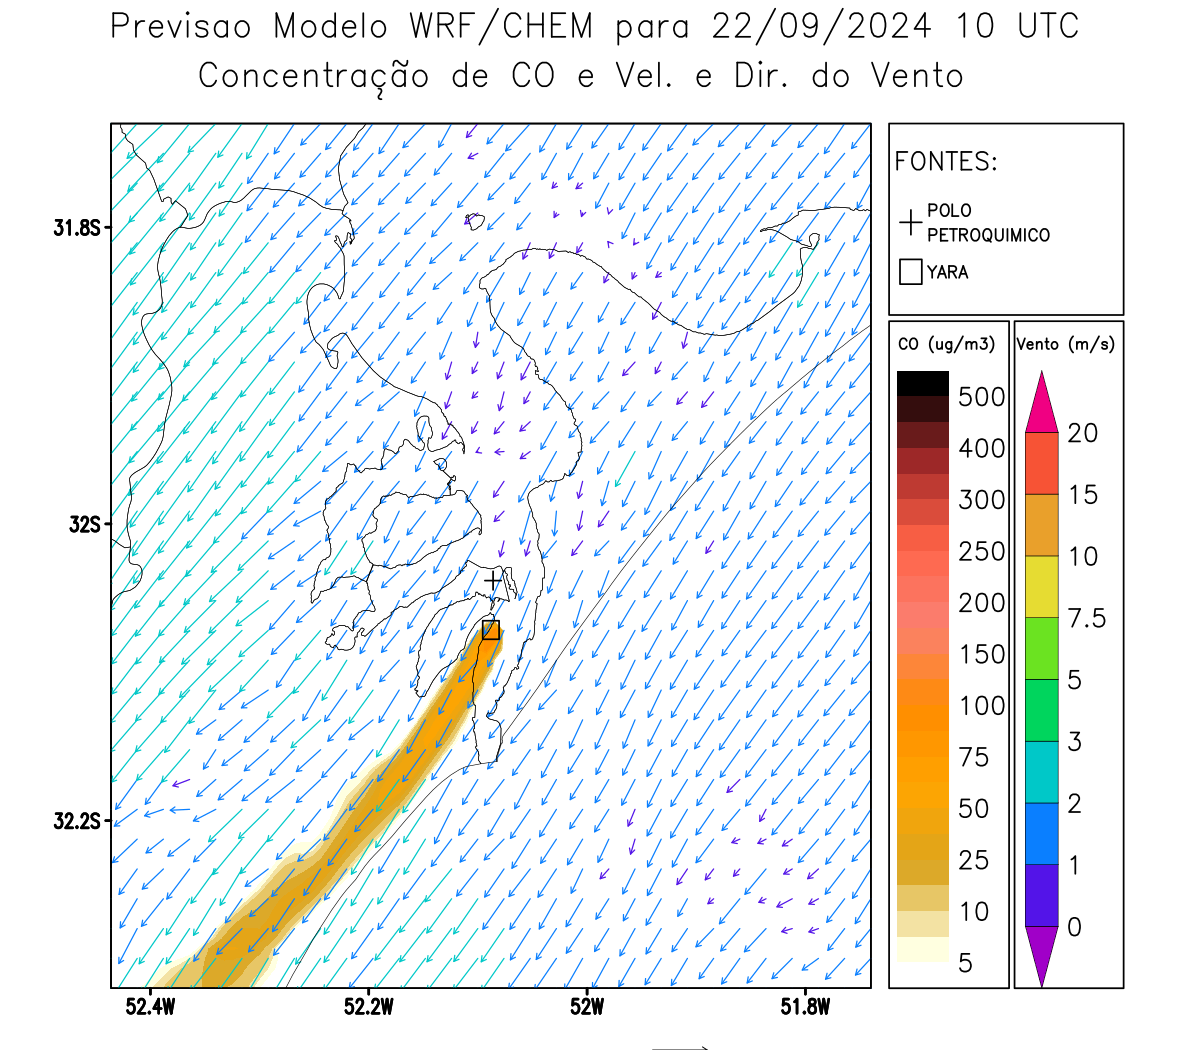 Previsao Modelo WRF/CHEM para 22/09/2024 10 UTC
Concentração de CO e Vel. e Dir. do Vento
FONTES:
POLO
PETROQUIMICO
YARA
CO (ug/m3)
500
400
300
250
200
150
100
75
50
25
10
5
Vento (m/s)
20
15
10
7.5
5
3
2
1
0
31.8S
32S
32.2S
52.4W 52.2W 52W 51.8W